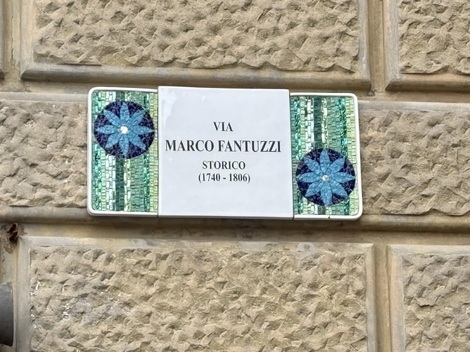 VIA
MARCO FANTUZZI
STORICO
(1740 - 1806)